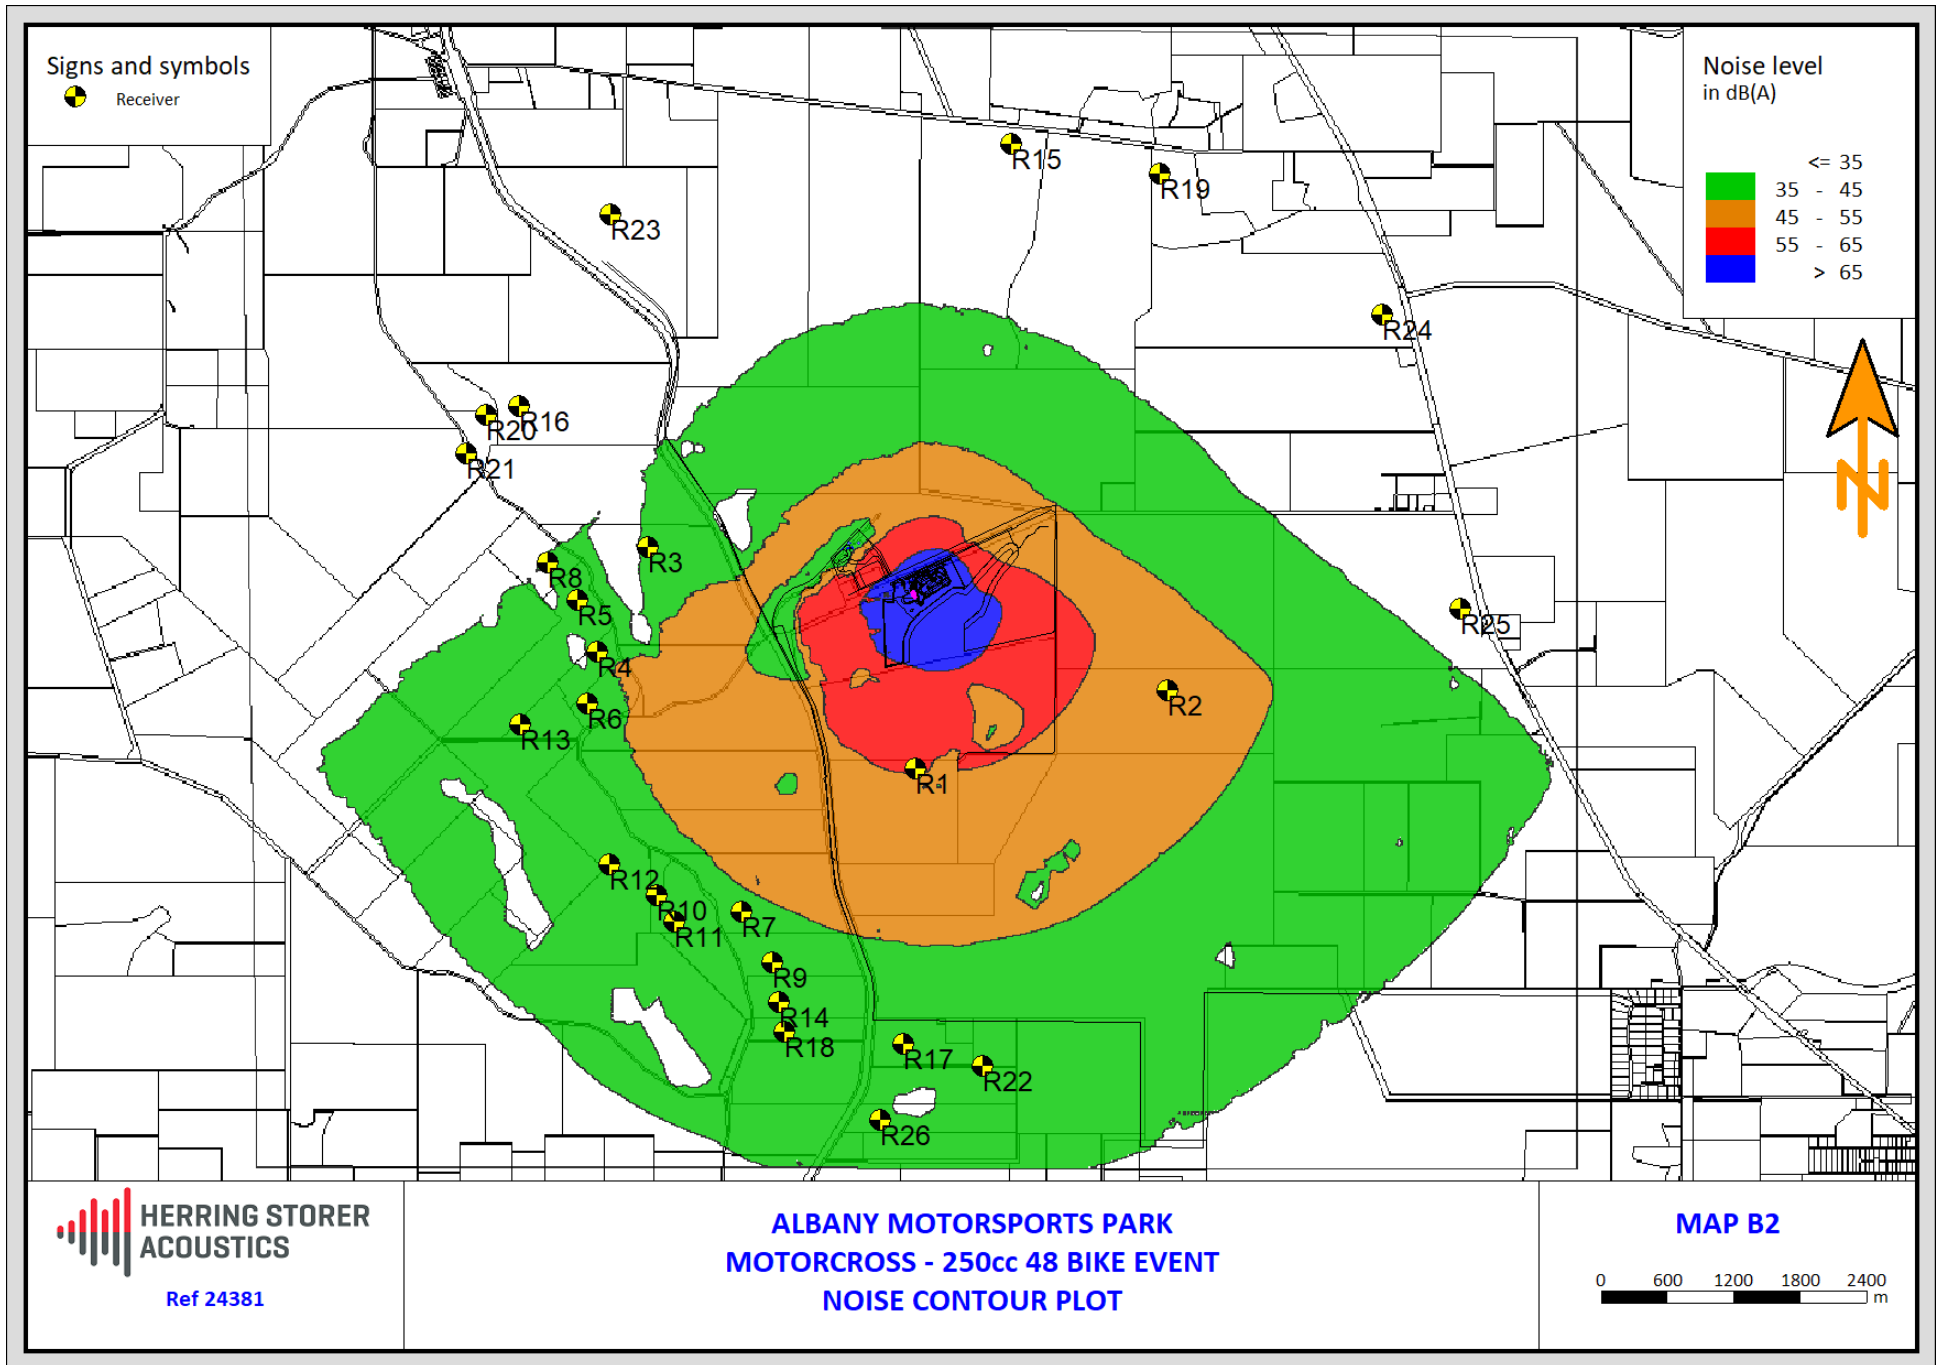 Signs and symbols
Receiver
Noise level
in dB(A)
<= 35
35 - 45
45 - 55
55 - 65
> 65
R15
R19
R23
R24
R16
R20
R21
R3
R8
R5
R25
R4
R2
R6
R13
R1
R12
R10
R7
R11
R9
R14
R18
R17
R22
R26
N
HERRING STORER
ACOUSTICS
Ref 24381
ALBANY MOTORSPORTS PARK
MOTORCROSS - 250cc 48 BIKE EVENT
NOISE CONTOUR PLOT
MAP B2
0 600 1200 1800 2400
m